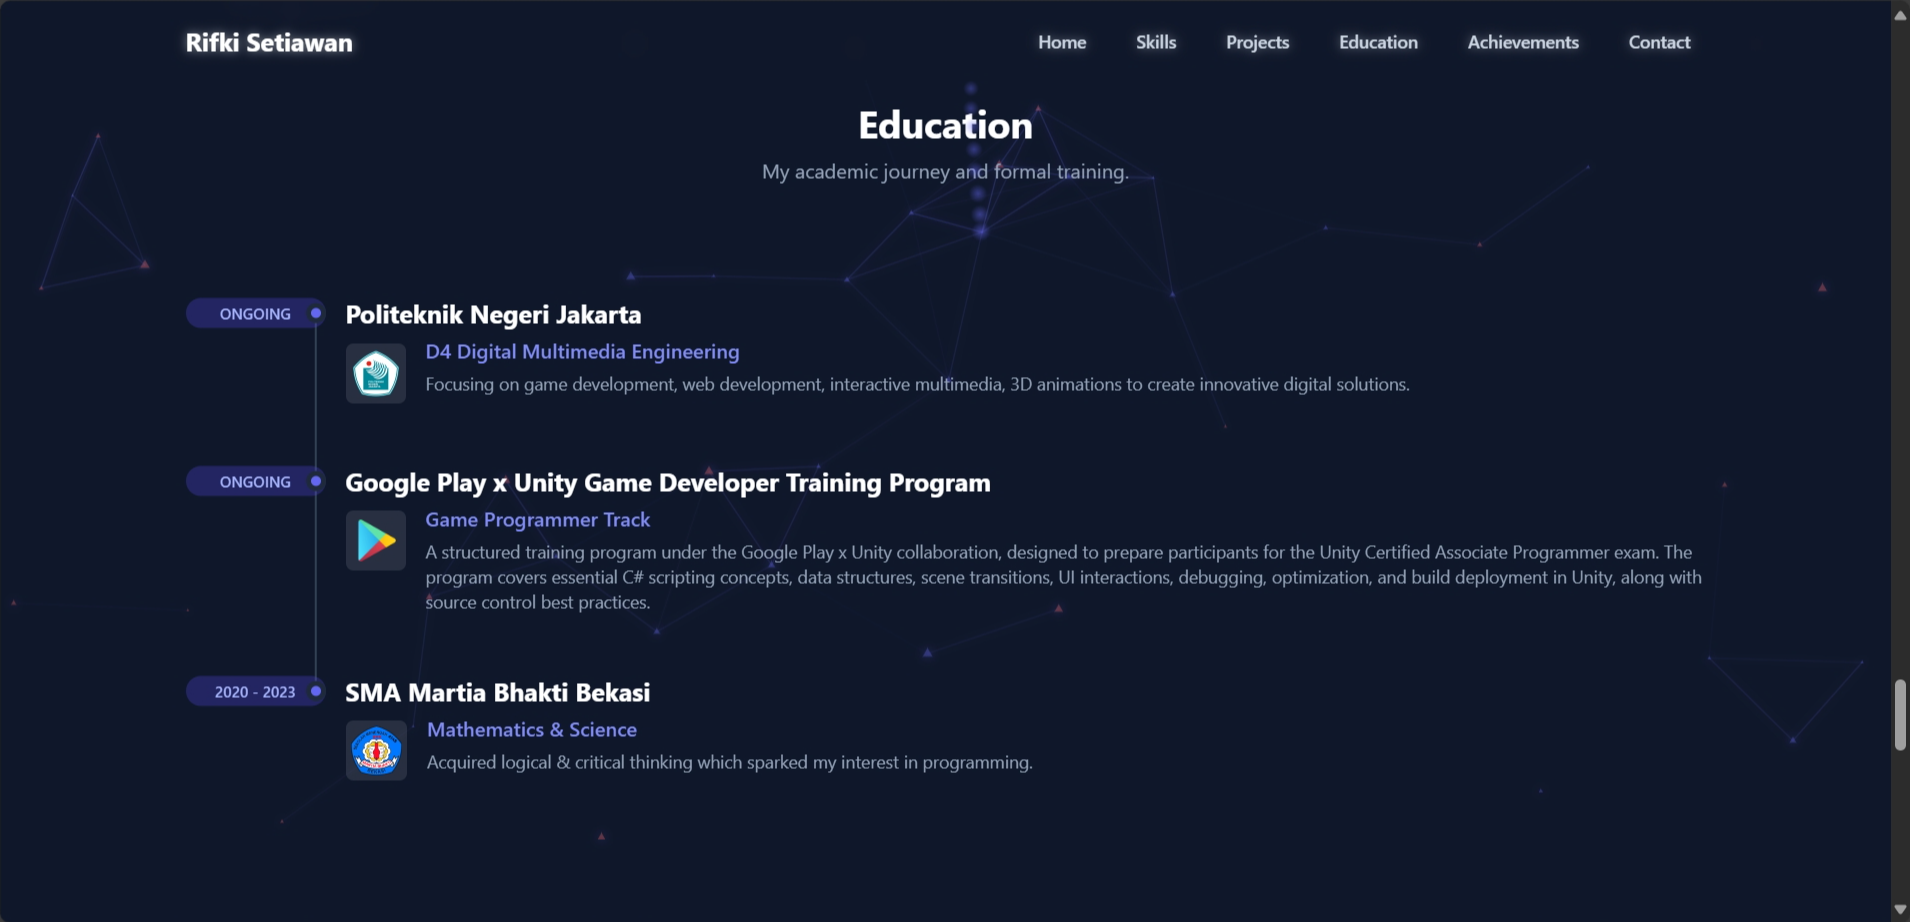 Rifki Setiawan
Home
Skills
Projects
Education
Achievements
Contact
Education
My academic journey and formal training.
ONGOING
Politeknik Negeri Jakarta
D4 Digital Multimedia Engineering
Focusing on game development, web development, interactive multimedia, 3D animations to create innovative digital solutions.
ONGOING
Google Play x Unity Game Developer Training Program
Game Programmer Track
A structured training program under the Google Play x Unity collaboration, designed to prepare participants for the Unity Certified Associate Programmer exam. The
program covers essential C# scripting concepts, data structures, scene transitions, UI interactions, debugging, optimization, and build deployment in Unity, along with
source control best practices.
2020 - 2023
SMA Martia Bhakti Bekasi
Mathematics & Science
Acquired logical & critical thinking which sparked my interest in programming.